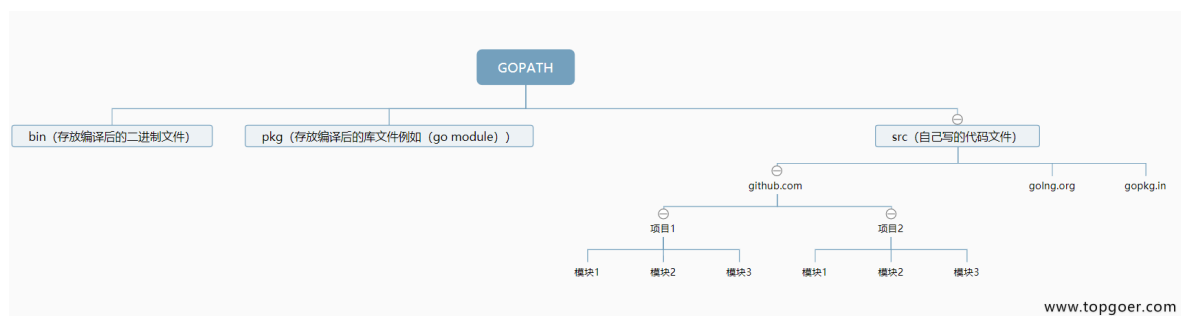 GOPATH
bin（存放编译后的二进制文件）
pkg（存放编译后的库文件例如（go module））
src（自己写的代码文件）
github.com
golng.org
gopkg.in
项目1
项目2
模块1
模块2
模块3
模块1
模块2
模块3
www.topgoer.com